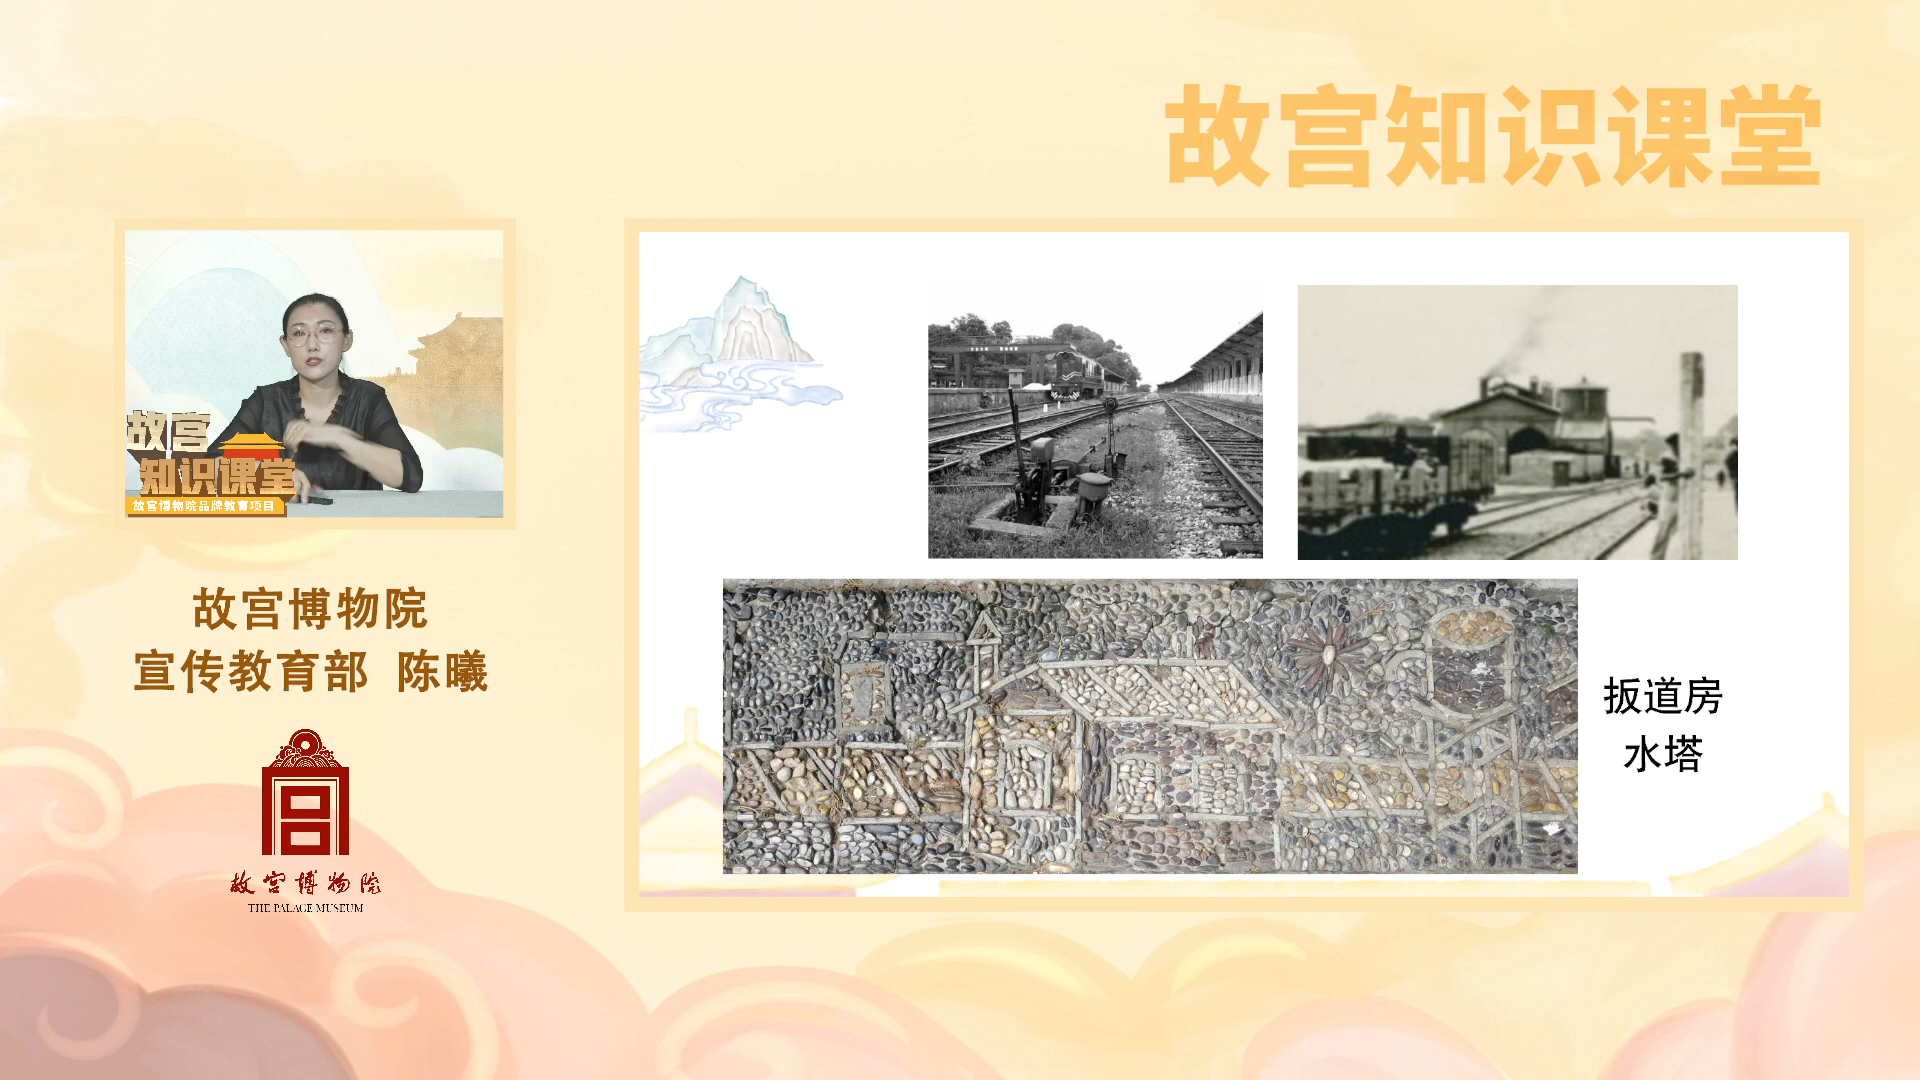 故宫知识课堂
故宫
知识课堂
故宫博物院品牌教育项目
故宫博物院
宣传教育部 陈曦
故宫博物院
THE PALACE MUSEUM
扳道房
水塔